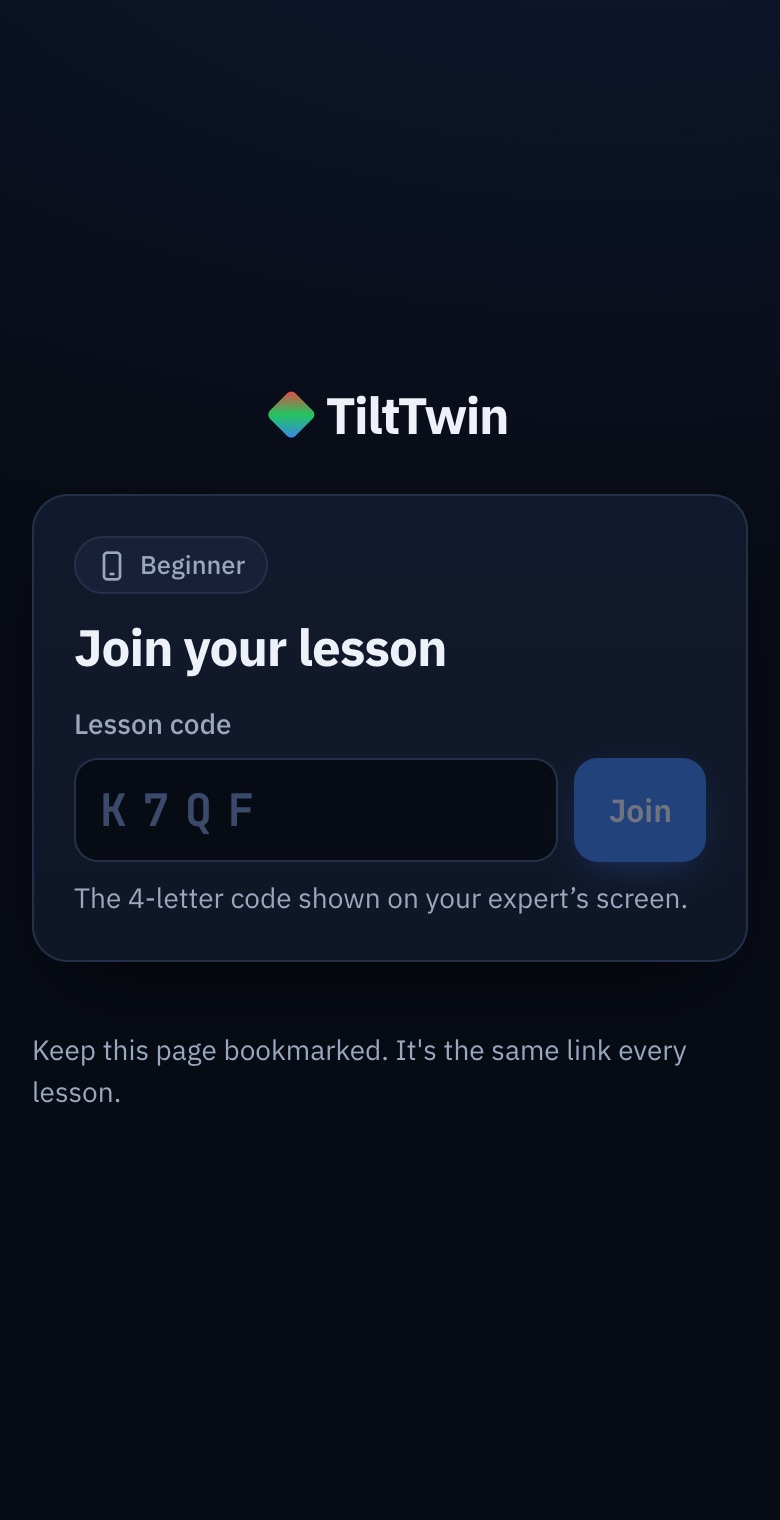 TiltTwin
Beginner
Join your lesson
Lesson code
K7QF
Join
The 4-letter code shown on your expert’s screen.
Keep this page bookmarked. It's the same link every
lesson.